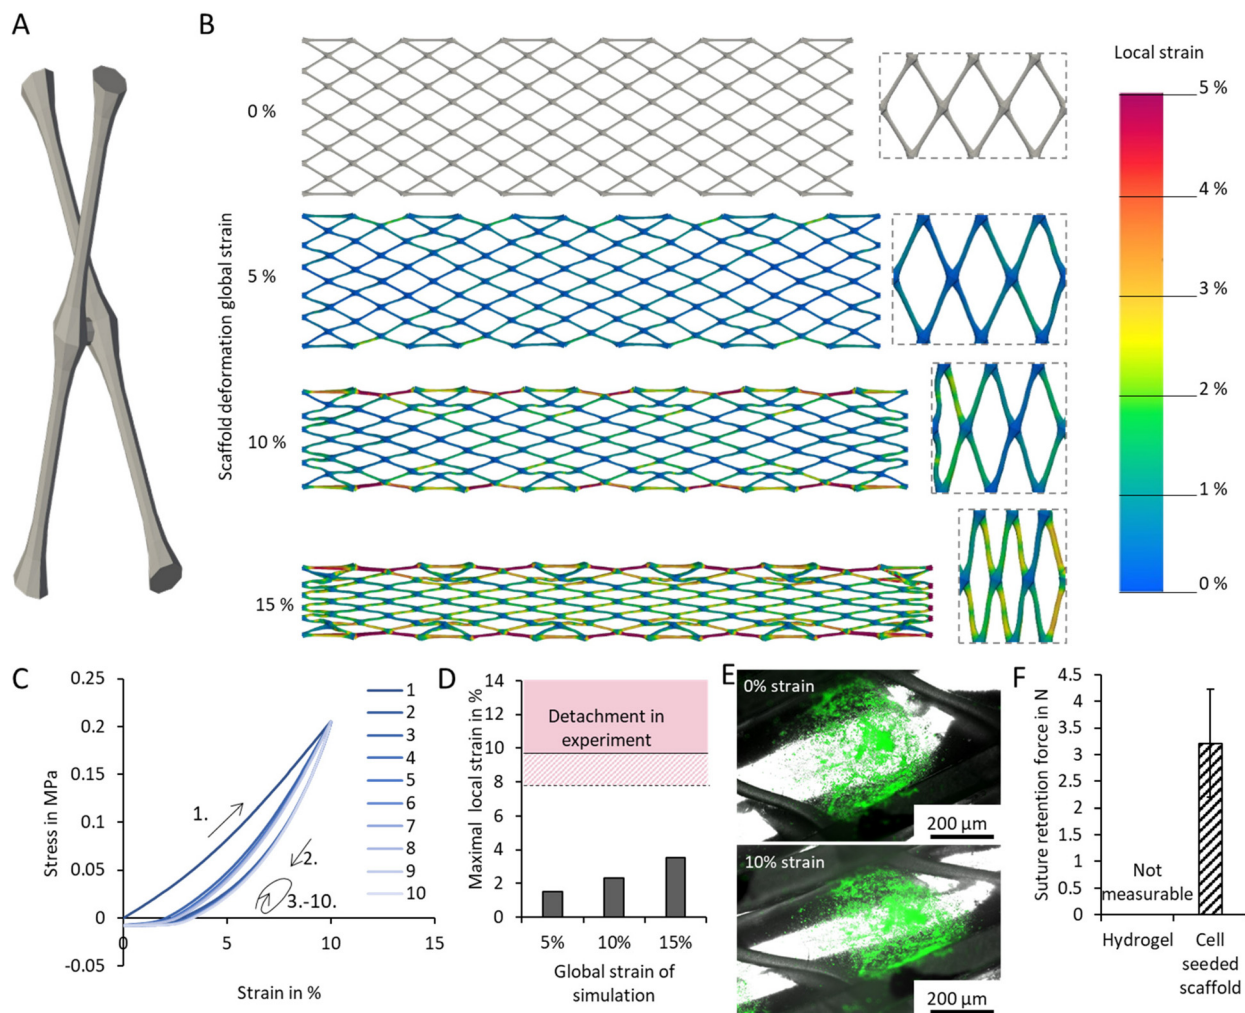 A
B
Scaffold deformation global strain
0 %
5 %
10 %
15 %
Local strain
5 %
4 %
3 %
2 %
1 %
0 %
C
0.25
0.2
0.15
0.1
0.05
0
-0.05
Stress in MPa
0
5
10
15
Strain in %
1.
2.
3.-10.
1
2
3
4
5
6
7
8
9
10
D
Maximal local strain in %
14
12
10
8
6
4
2
0
Detachment in
experiment
5%
10%
15%
Global strain of
simulation
E
0% strain
200 µm
10% strain
200 µm
F
Suture retention force in N
4.5
4
3.5
3
2.5
2
1.5
1
0.5
0
Not
measurable
Hydrogel
Cell
seeded
scaffold